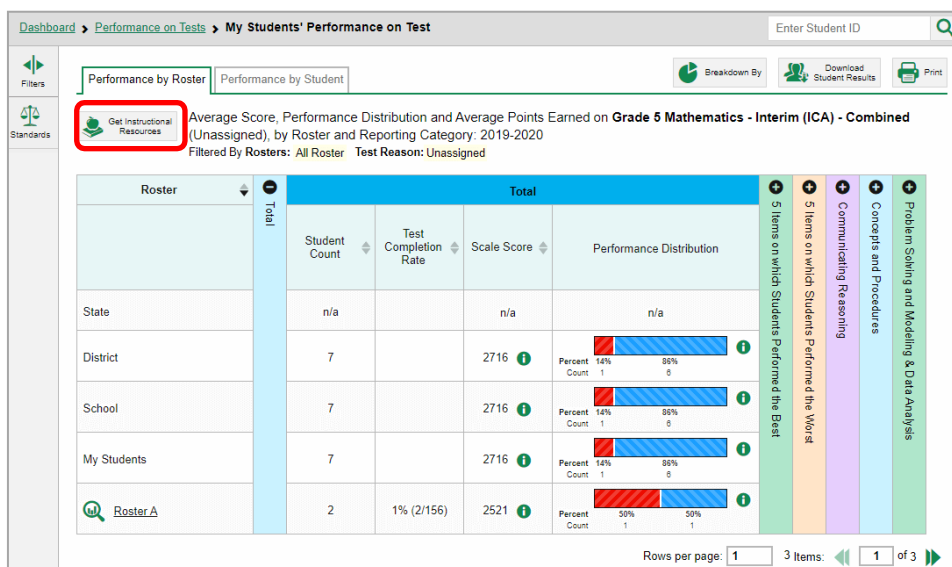 Dashboard > Performance on Tests > My Students' Performance on Test
Enter Student ID
Filters
Standards
Performance by Roster
Performance by Student
Breakdown By
Download
Student Results
Print
Get Instructional
Resources
Average Score, Performance Distribution and Average Points Earned on Grade 5 Mathematics - Interim (ICA) - Combined
(Unassigned), by Roster and Reporting Category: 2019-2020
Filtered By Rosters: All Roster Test Reason: Unassigned
Roster
Total
Total
5 Items on which Students Performed the Best
5 Items on which Students Performed the Worst
Communicating Reasoning
Concepts and Procedures
Problem Solving and Modeling & Data Analysis
Student
Count
Test
Completion
Rate
Scale Score
Performance Distribution
State n/a n/a n/a
District 7 2716
Percent 14% 86%
Count 1 6
School 7 2716
Percent 14% 86%
Count 1 6
My Students 7 2716
Percent 14% 86%
Count 1 6
Roster A 2 1% (2/156) 2521
Percent 50% 50%
Count 1 1
Rows per page: 1 3 Items: 1 of 3